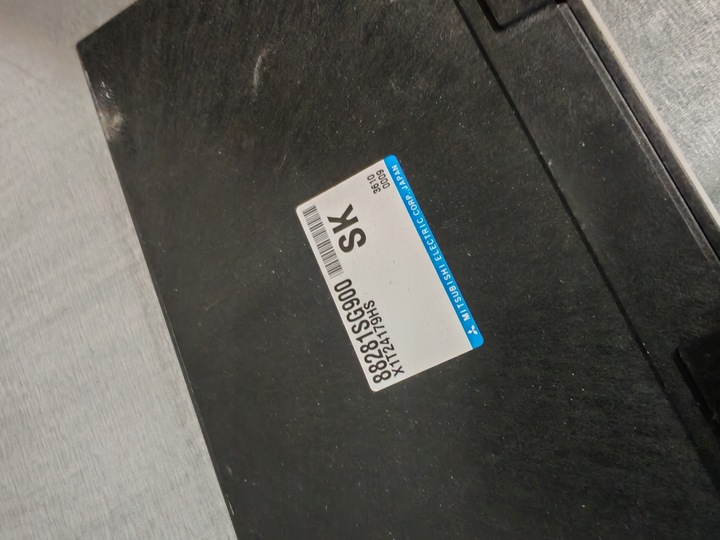 MITSUBISHI ELECTRIC CORP. JAPAN
3610
0009
SK
88281SG900
X1T24179HS